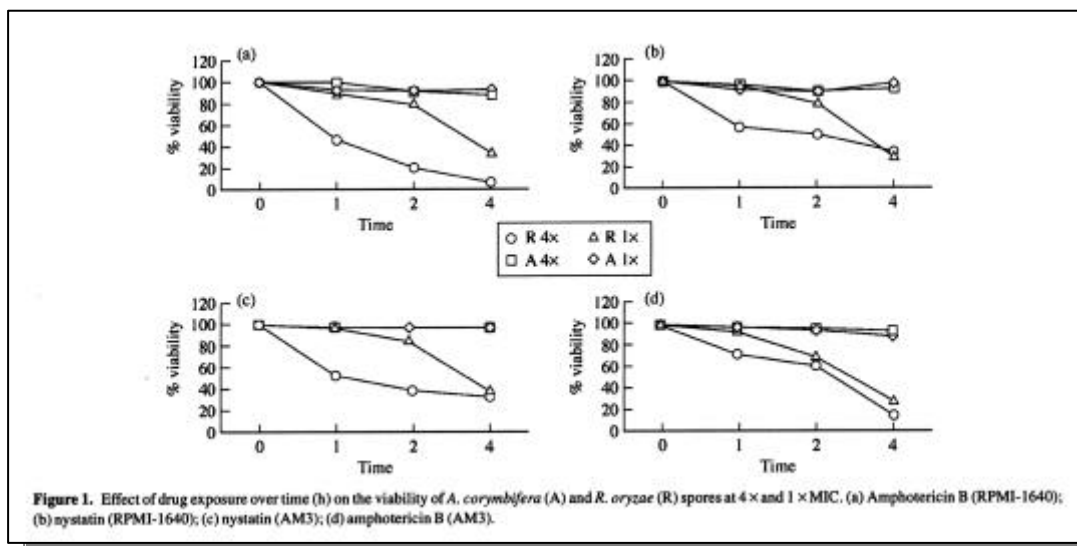 (a)
120
100
80
60
40
20
0
% viability
0 1 2 4
Time
(b)
120
100
80
60
40
20
0
% viability
0 1 2 4
Time
R 4× R 1×
A 4× A 1×
(c)
120
100
80
60
40
20
0
% viability
0 1 2 4
Time
(d)
120
100
80
60
40
20
0
% viability
0 1 2 4
Time
Figure 1. Effect of drug exposure over time (h) on the viability of A. corymbifera (A) and R. oryzae (R) spores at 4 × and 1 × MIC. (a) Amphotericin B (RPMI-1640);
(b) nystatin (RPMI-1640); (c) nystatin (AM3); (d) amphotericin B (AM3).